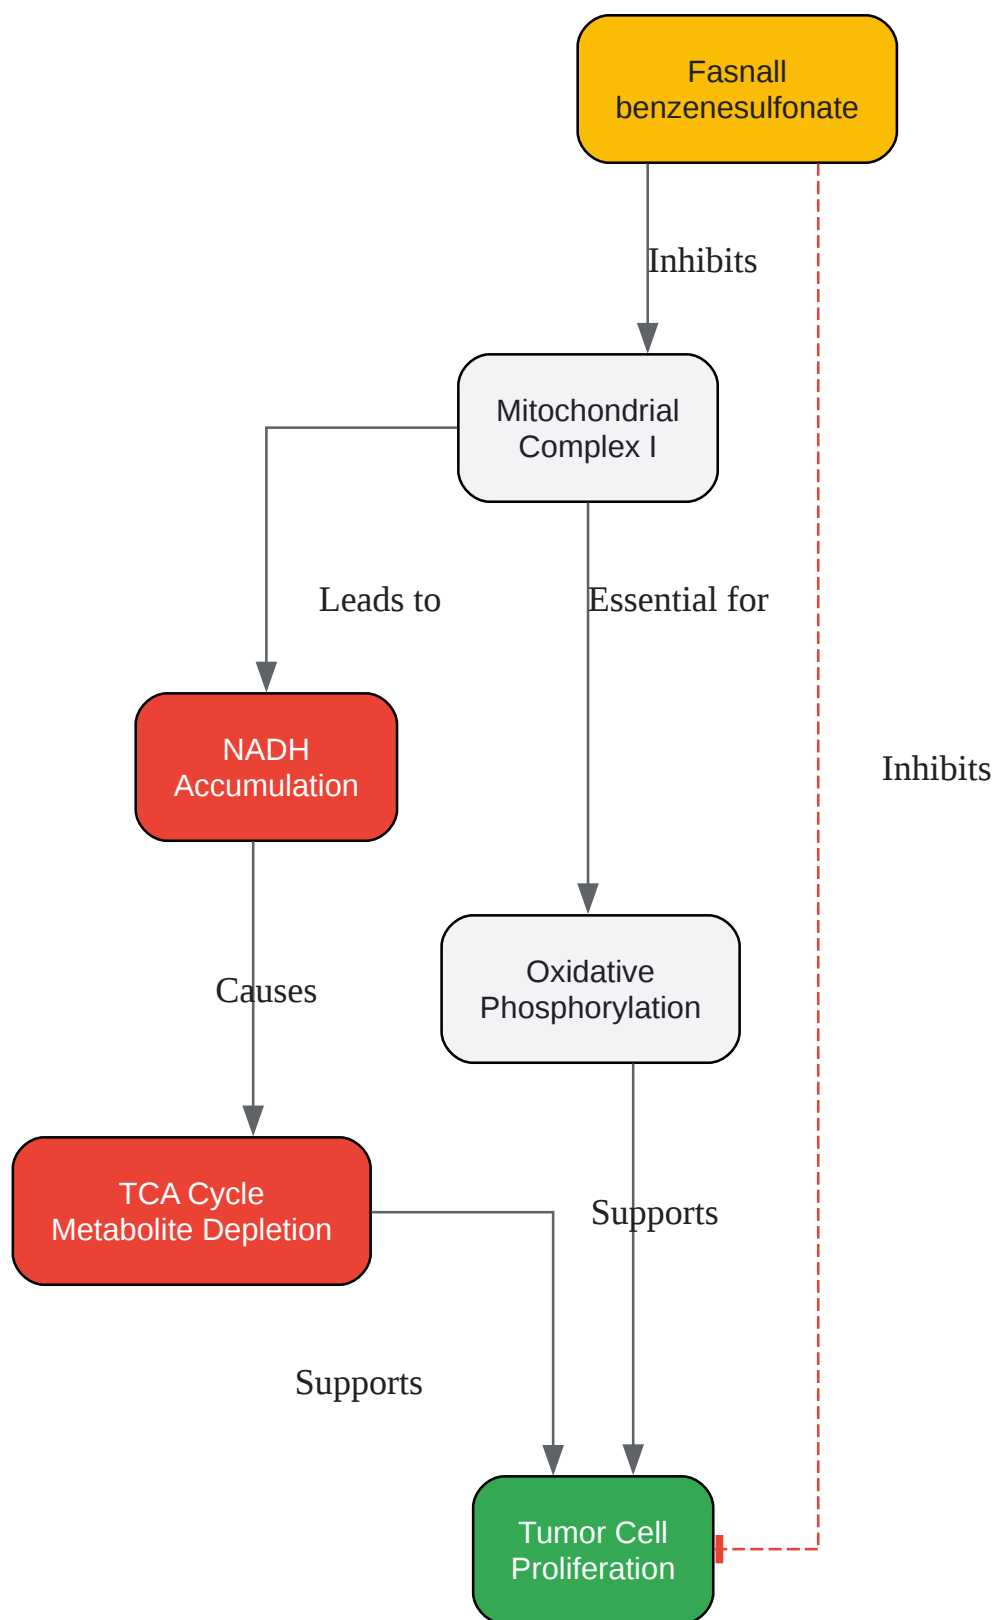 Fasnall
benzenesulfonate
Inhibits
Mitochondrial
Complex I
Leads to
Essential for
NADH
Accumulation
Inhibits
Oxidative
Phosphorylation
Causes
TCA Cycle
Metabolite Depletion
Supports
Supports
Tumor Cell
Proliferation